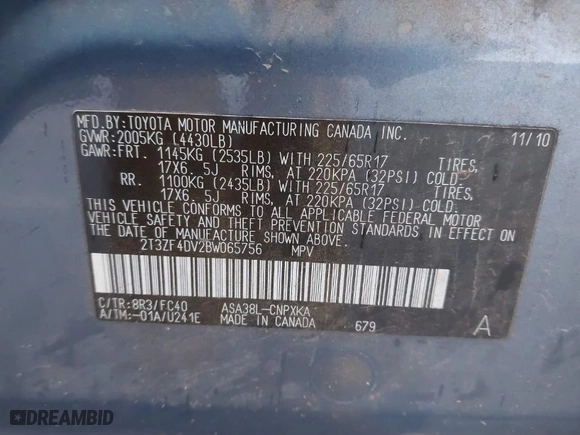 MFD.BY:TOYOTA MOTOR MANUFACTURING CANADA INC. 11/10
GVWR:2005KG (4430LB)
GAWR:FRT. 1145KG (2535LB) WITH 225/65R17 TIRES,
17X6.5J RIMS, AT 220KPA (32PSI) COLD
RR. 1100KG (2435LB) WITH 225/65R17 TIRES,
17X6.5J RIMS, AT 220KPA (32PSI) COLD
THIS VEHICLE CONFORMS TO ALL APPLICABLE FEDERAL MOTOR
VEHICLE SAFETY AND THEFT PREVENTION STANDARDS IN EFFECT ON
THE DATE OF MANUFACTURE SHOWN ABOVE.
2T3ZF4DV2BW065756 MPV
C/TR:8R3/FC40 ASA38L-CNPXKA
A/TM:-01A/U241E MADE IN CANADA 679 A
DREAMBID